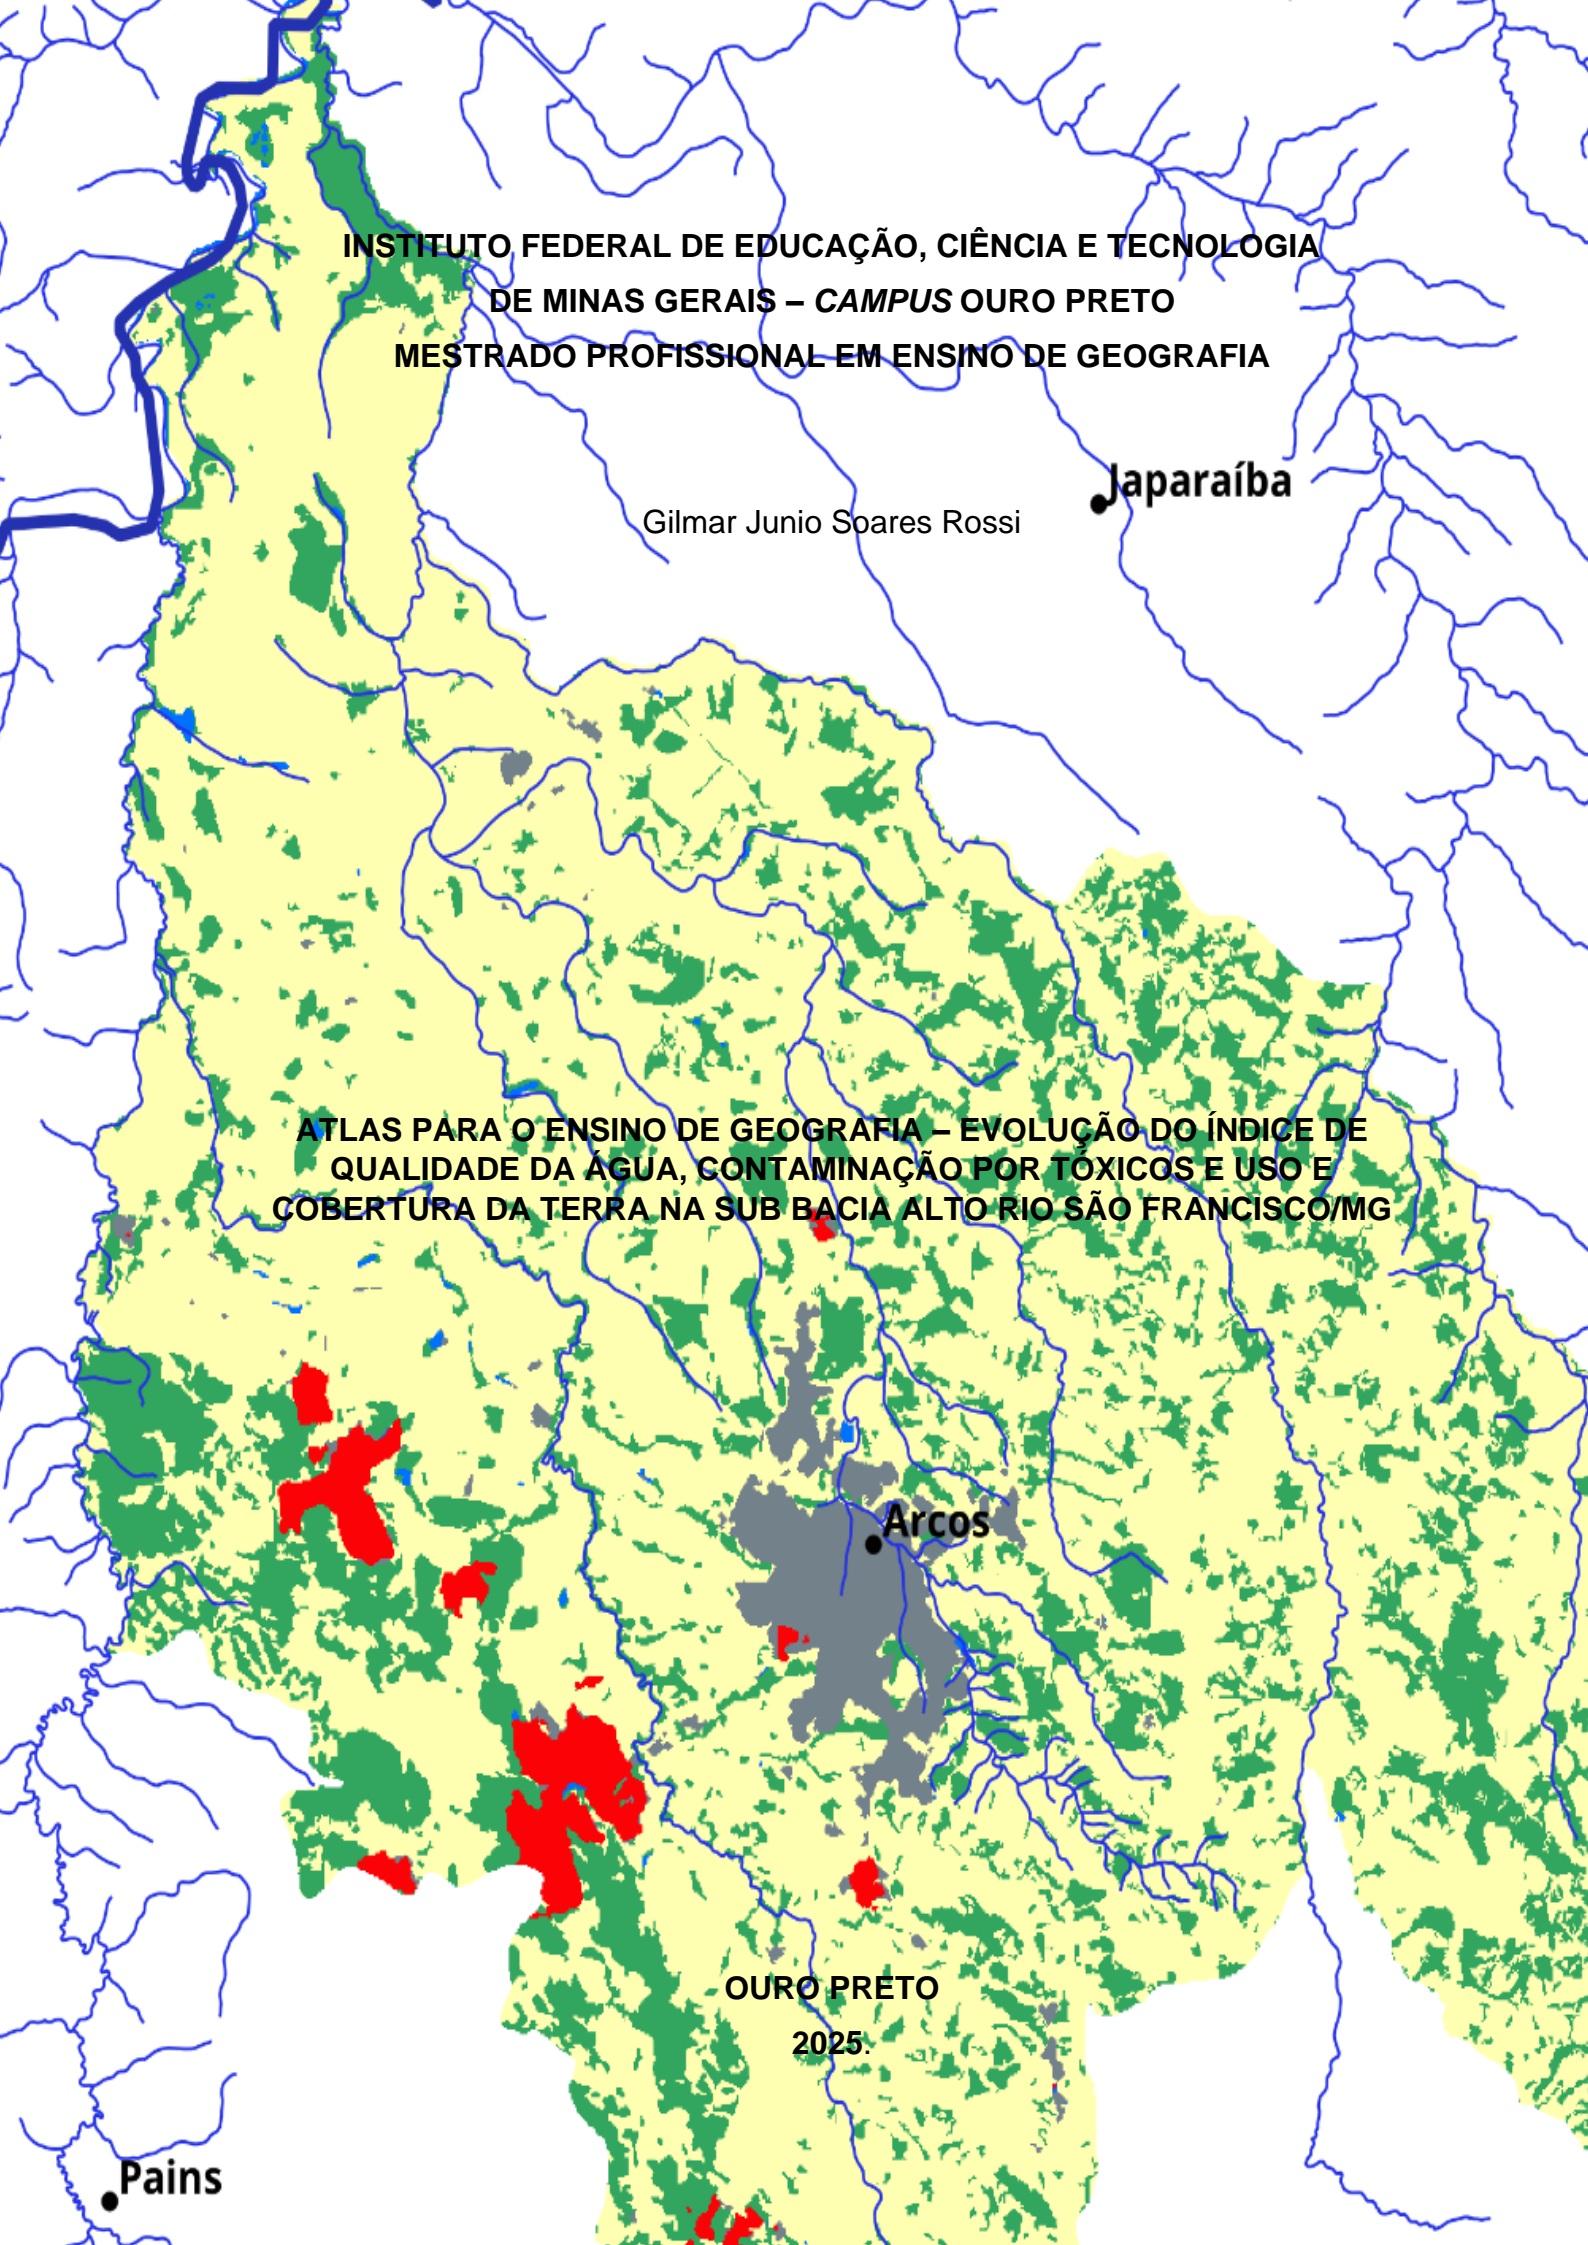 INSTITUTO FEDERAL DE EDUCAÇÃO, CIÊNCIA E TECNOLOGIA
DE MINAS GERAIS – CAMPUS OURO PRETO
MESTRADO PROFISSIONAL EM ENSINO DE GEOGRAFIA
Japaraíba
Gilmar Junio Soares Rossi
ATLAS PARA O ENSINO DE GEOGRAFIA – EVOLUÇÃO DO ÍNDICE DE
QUALIDADE DA ÁGUA, CONTAMINAÇÃO POR TÓXICOS E USO E
COBERTURA DA TERRA NA SUB BACIA ALTO RIO SÃO FRANCISCO/MG
Arcos
OURO PRETO
2025.
Pains